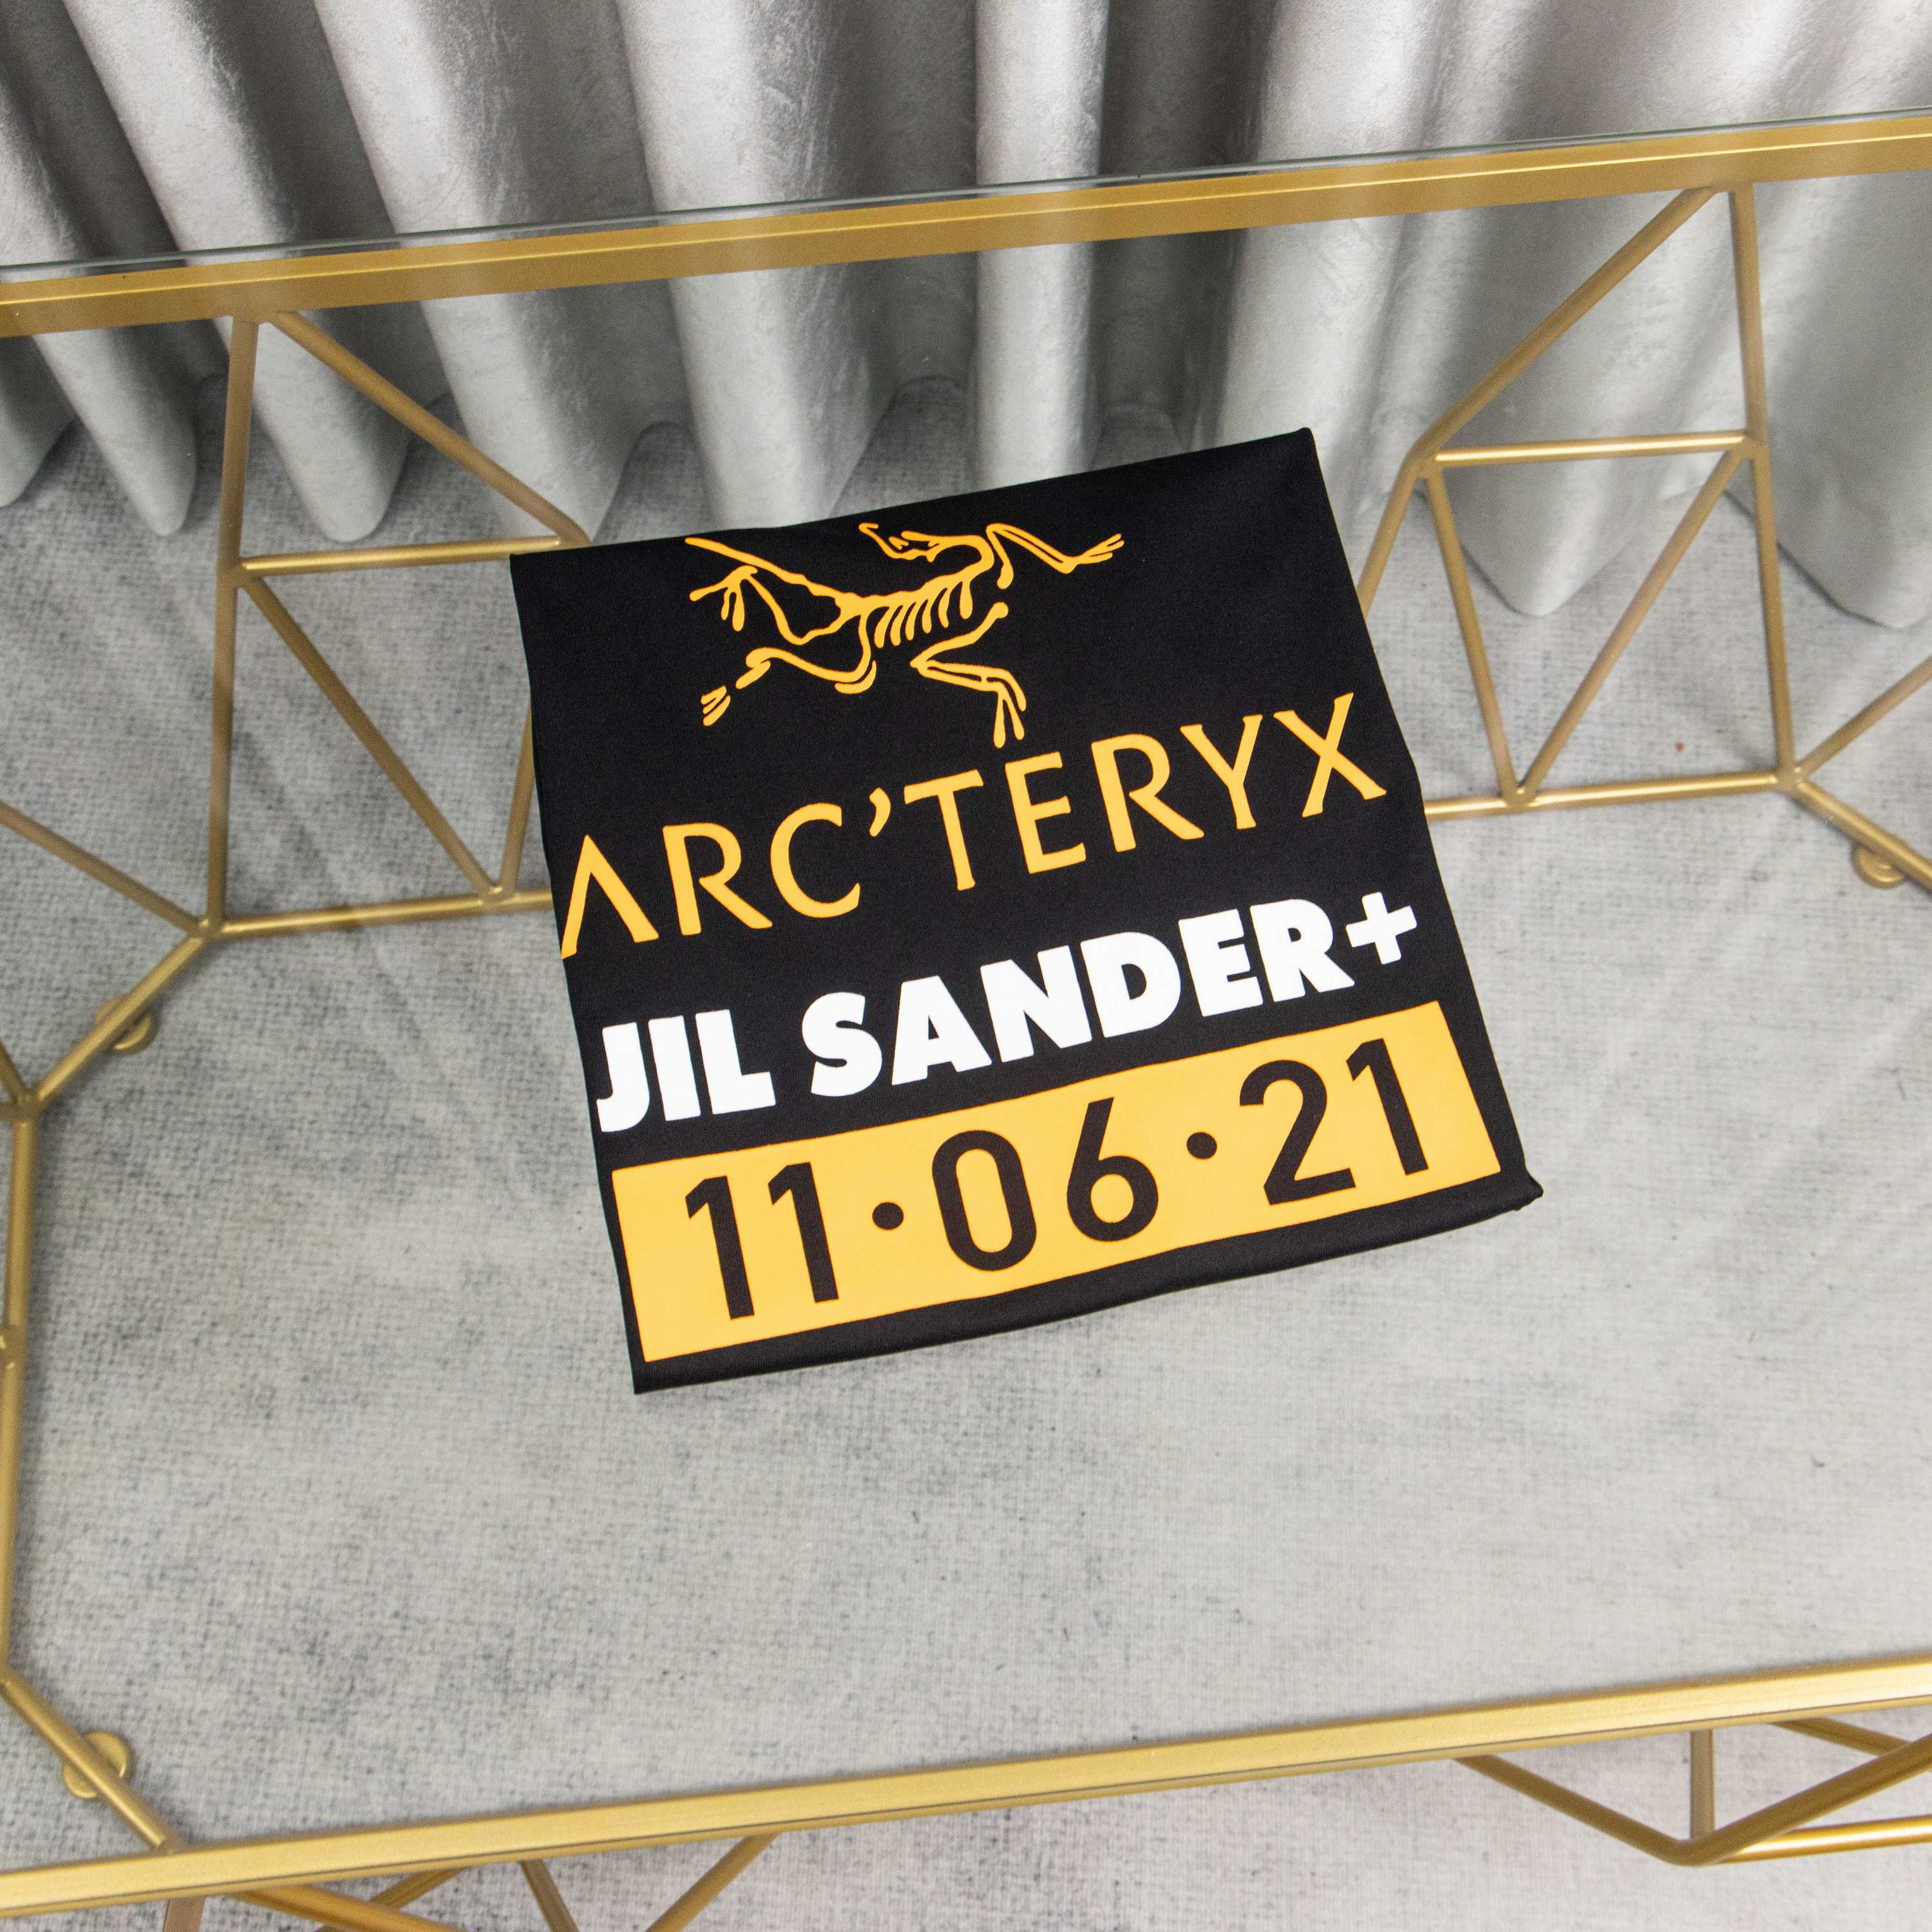 ARC'TERYX
JIL SANDER+
11·06·21